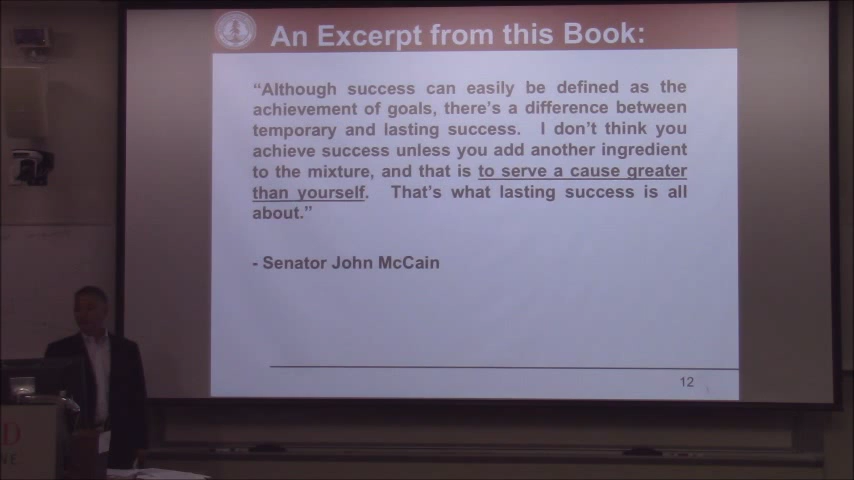 An Excerpt from this Book:
“Although success can easily be defined as the
achievement of goals, there’s a difference between
temporary and lasting success. I don’t think you
achieve success unless you add another ingredient
to the mixture, and that is to serve a cause greater
than yourself. That’s what lasting success is all
about.”
- Senator John McCain
12
D
NE